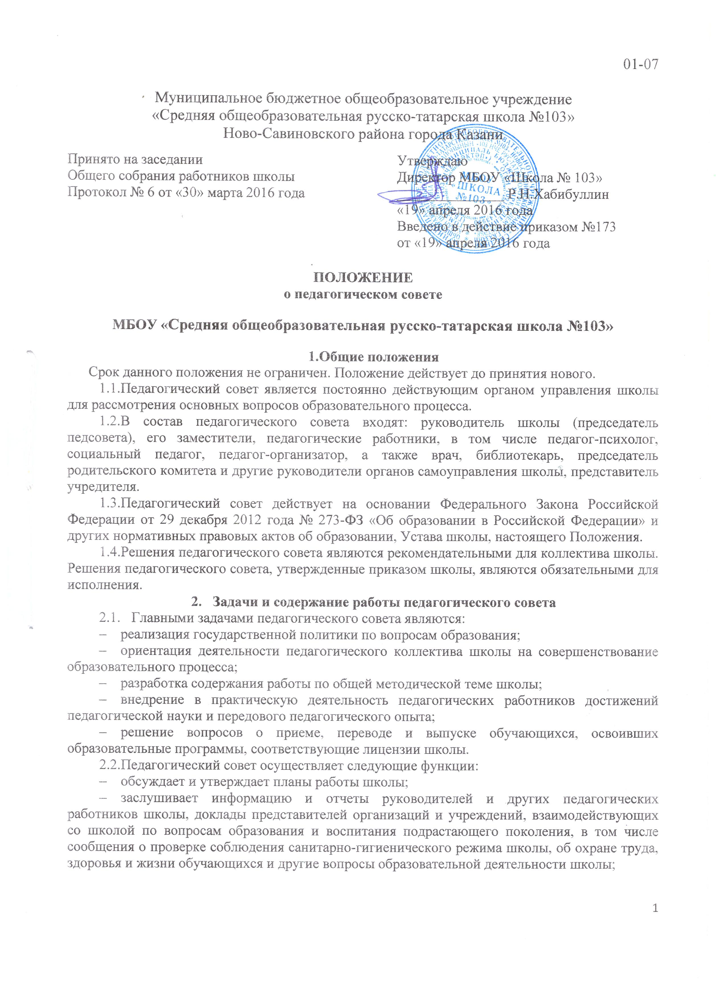 01-07
Муниципальное бюджетное общеобразовательное учреждение
«Средняя общеобразовательная русско-татарская школа №103»
Ново-Савиновского района города Казани
Принято на заседании
Общего собрания работников школы
Протокол № 6 от «30» марта 2016 года
Утверждаю
Директор МБОУ «Школа № 103»
Р.Н.Хабибуллин
«19» апреля 2016 года
Введено в действие приказом №173
от «19» апреля 2016 года
МБОУ
«ШКОЛА
№103»
ПОЛОЖЕНИЕ
о педагогическом совете
МБОУ «Средняя общеобразовательная русско-татарская школа №103»
1.Общие положения
Срок данного положения не ограничен. Положение действует до принятия нового.
1.1.Педагогический совет является постоянно действующим органом управления школы
для рассмотрения основных вопросов образовательного процесса.
1.2.В состав педагогического совета входят: руководитель школы (председатель
педсовета), его заместители, педагогические работники, в том числе педагог-психолог,
социальный педагог, педагог-организатор, а также врач, библиотекарь, председатель
родительского комитета и другие руководители органов самоуправления школы, представитель
учредителя.
1.3.Педагогический совет действует на основании Федерального Закона Российской
Федерации от 29 декабря 2012 года № 273-ФЗ «Об образовании в Российской Федерации» и
других нормативных правовых актов об образовании, Устава школы, настоящего Положения.
1.4.Решения педагогического совета являются рекомендательными для коллектива школы.
Решения педагогического совета, утвержденные приказом школы, являются обязательными для
исполнения.
2. Задачи и содержание работы педагогического совета
2.1. Главными задачами педагогического совета являются:
– реализация государственной политики по вопросам образования;
– ориентация деятельности педагогического коллектива школы на совершенствование
образовательного процесса;
– разработка содержания работы по общей методической теме школы;
– внедрение в практическую деятельность педагогических работников достижений
педагогической науки и передового педагогического опыта;
– решение вопросов о приеме, переводе и выпуске обучающихся, освоивших
образовательные программы, соответствующие лицензии школы.
2.2.Педагогический совет осуществляет следующие функции:
– обсуждает и утверждает планы работы школы;
– заслушивает информацию и отчеты руководителей и других педагогических
работников школы, доклады представителей организаций и учреждений, взаимодействующих
со школой по вопросам образования и воспитания подрастающего поколения, в том числе
сообщения о проверке соблюдения санитарно-гигиенического режима школы, об охране труда,
здоровья и жизни обучающихся и другие вопросы образовательной деятельности школы;
1